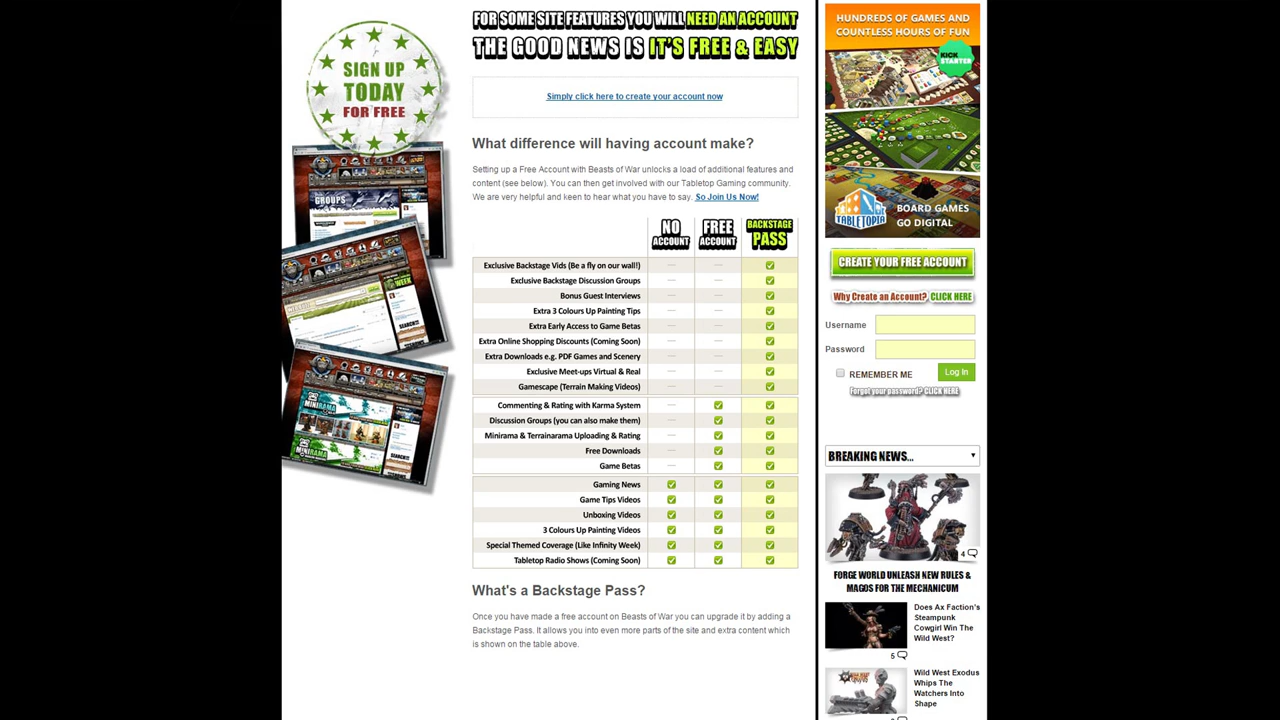 SIGN UP
TODAY
FOR FREE
FOR SOME SITE FEATURES YOU WILL NEED AN ACCOUNT
THE GOOD NEWS IS IT'S FREE & EASY
Simply click here to create your account now
What difference will having account make?
Setting up a Free Account with Beasts of War unlocks a load of additional features and
content (see below). You can then get involved with our Tabletop Gaming community.
We are very helpful and keen to hear what you have to say. So Join Us Now!
NO ACCOUNT
FREE ACCOUNT
BACKSTAGE PASS
Exclusive Backstage Vids (Be a fly on our wall!)
Exclusive Backstage Discussion Groups
Bonus Guest Interviews
Extra 3 Colours Up Painting Tips
Extra Early Access to Game Betas
Extra Online Shopping Discounts (Coming Soon)
Extra Downloads e.g. PDF Games and Scenery
Exclusive Meet-ups Virtual & Real
Gamescape (Terrain Making Videos)
Commenting & Rating with Karma System
Discussion Groups (you can also make them)
Minirama & Terrainarama Uploading & Rating
Free Downloads
Game Betas
Gaming News
Game Tips Videos
Unboxing Videos
3 Colours Up Painting Videos
Special Themed Coverage (Like Infinity Week)
Tabletop Radio Shows (Coming Soon)
What's a Backstage Pass?
Once you have made a free account on Beasts of War you can upgrade it by adding a
Backstage Pass. It allows you into even more parts of the site and extra content which
is shown on the table above.
GROUPS
MINIRAMA
MINIRAMA
HUNDREDS OF GAMES AND
COUNTLESS HOURS OF FUN
KICK
STARTER
TABLETOPIA
BOARD GAMES
GO DIGITAL
CREATE YOUR FREE ACCOUNT
Why Create an Account? CLICK HERE
Username
Password
REMEMBER ME
Log In
Forgot your password? CLICK HERE
BREAKING NEWS...
4
FORGE WORLD UNLEASH NEW RULES &
MAGOS FOR THE MECHANICUM
Does Ax Faction's
Steampunk
Cowgirl Win The
Wild West?
5
Wild West Exodus
Whips The
Watchers Into
Shape